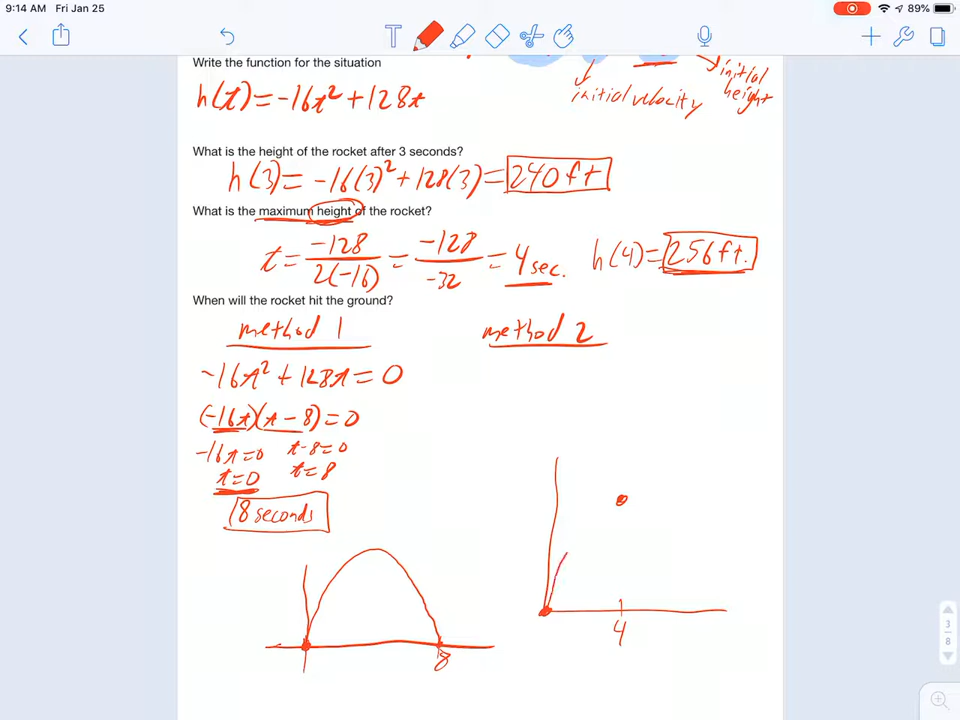 9:14 AM Fri Jan 25
89%
T
Write the function for the situation
initial velocity
initial height
h(t) = -16t² + 128t
What is the height of the rocket after 3 seconds?
h(3) = -16(3)² + 128(3) = 240 ft
What is the maximum height of the rocket?
t = -128/2(-16) = -128/-32 = 4 sec. h(4) = 256 ft.
When will the rocket hit the ground?
method 1
method 2
-16t² + 128t = 0
(-16t)(t - 8) = 0
-16t=0 t-8=0
t=0 t=8
8 seconds
4
8
3
8